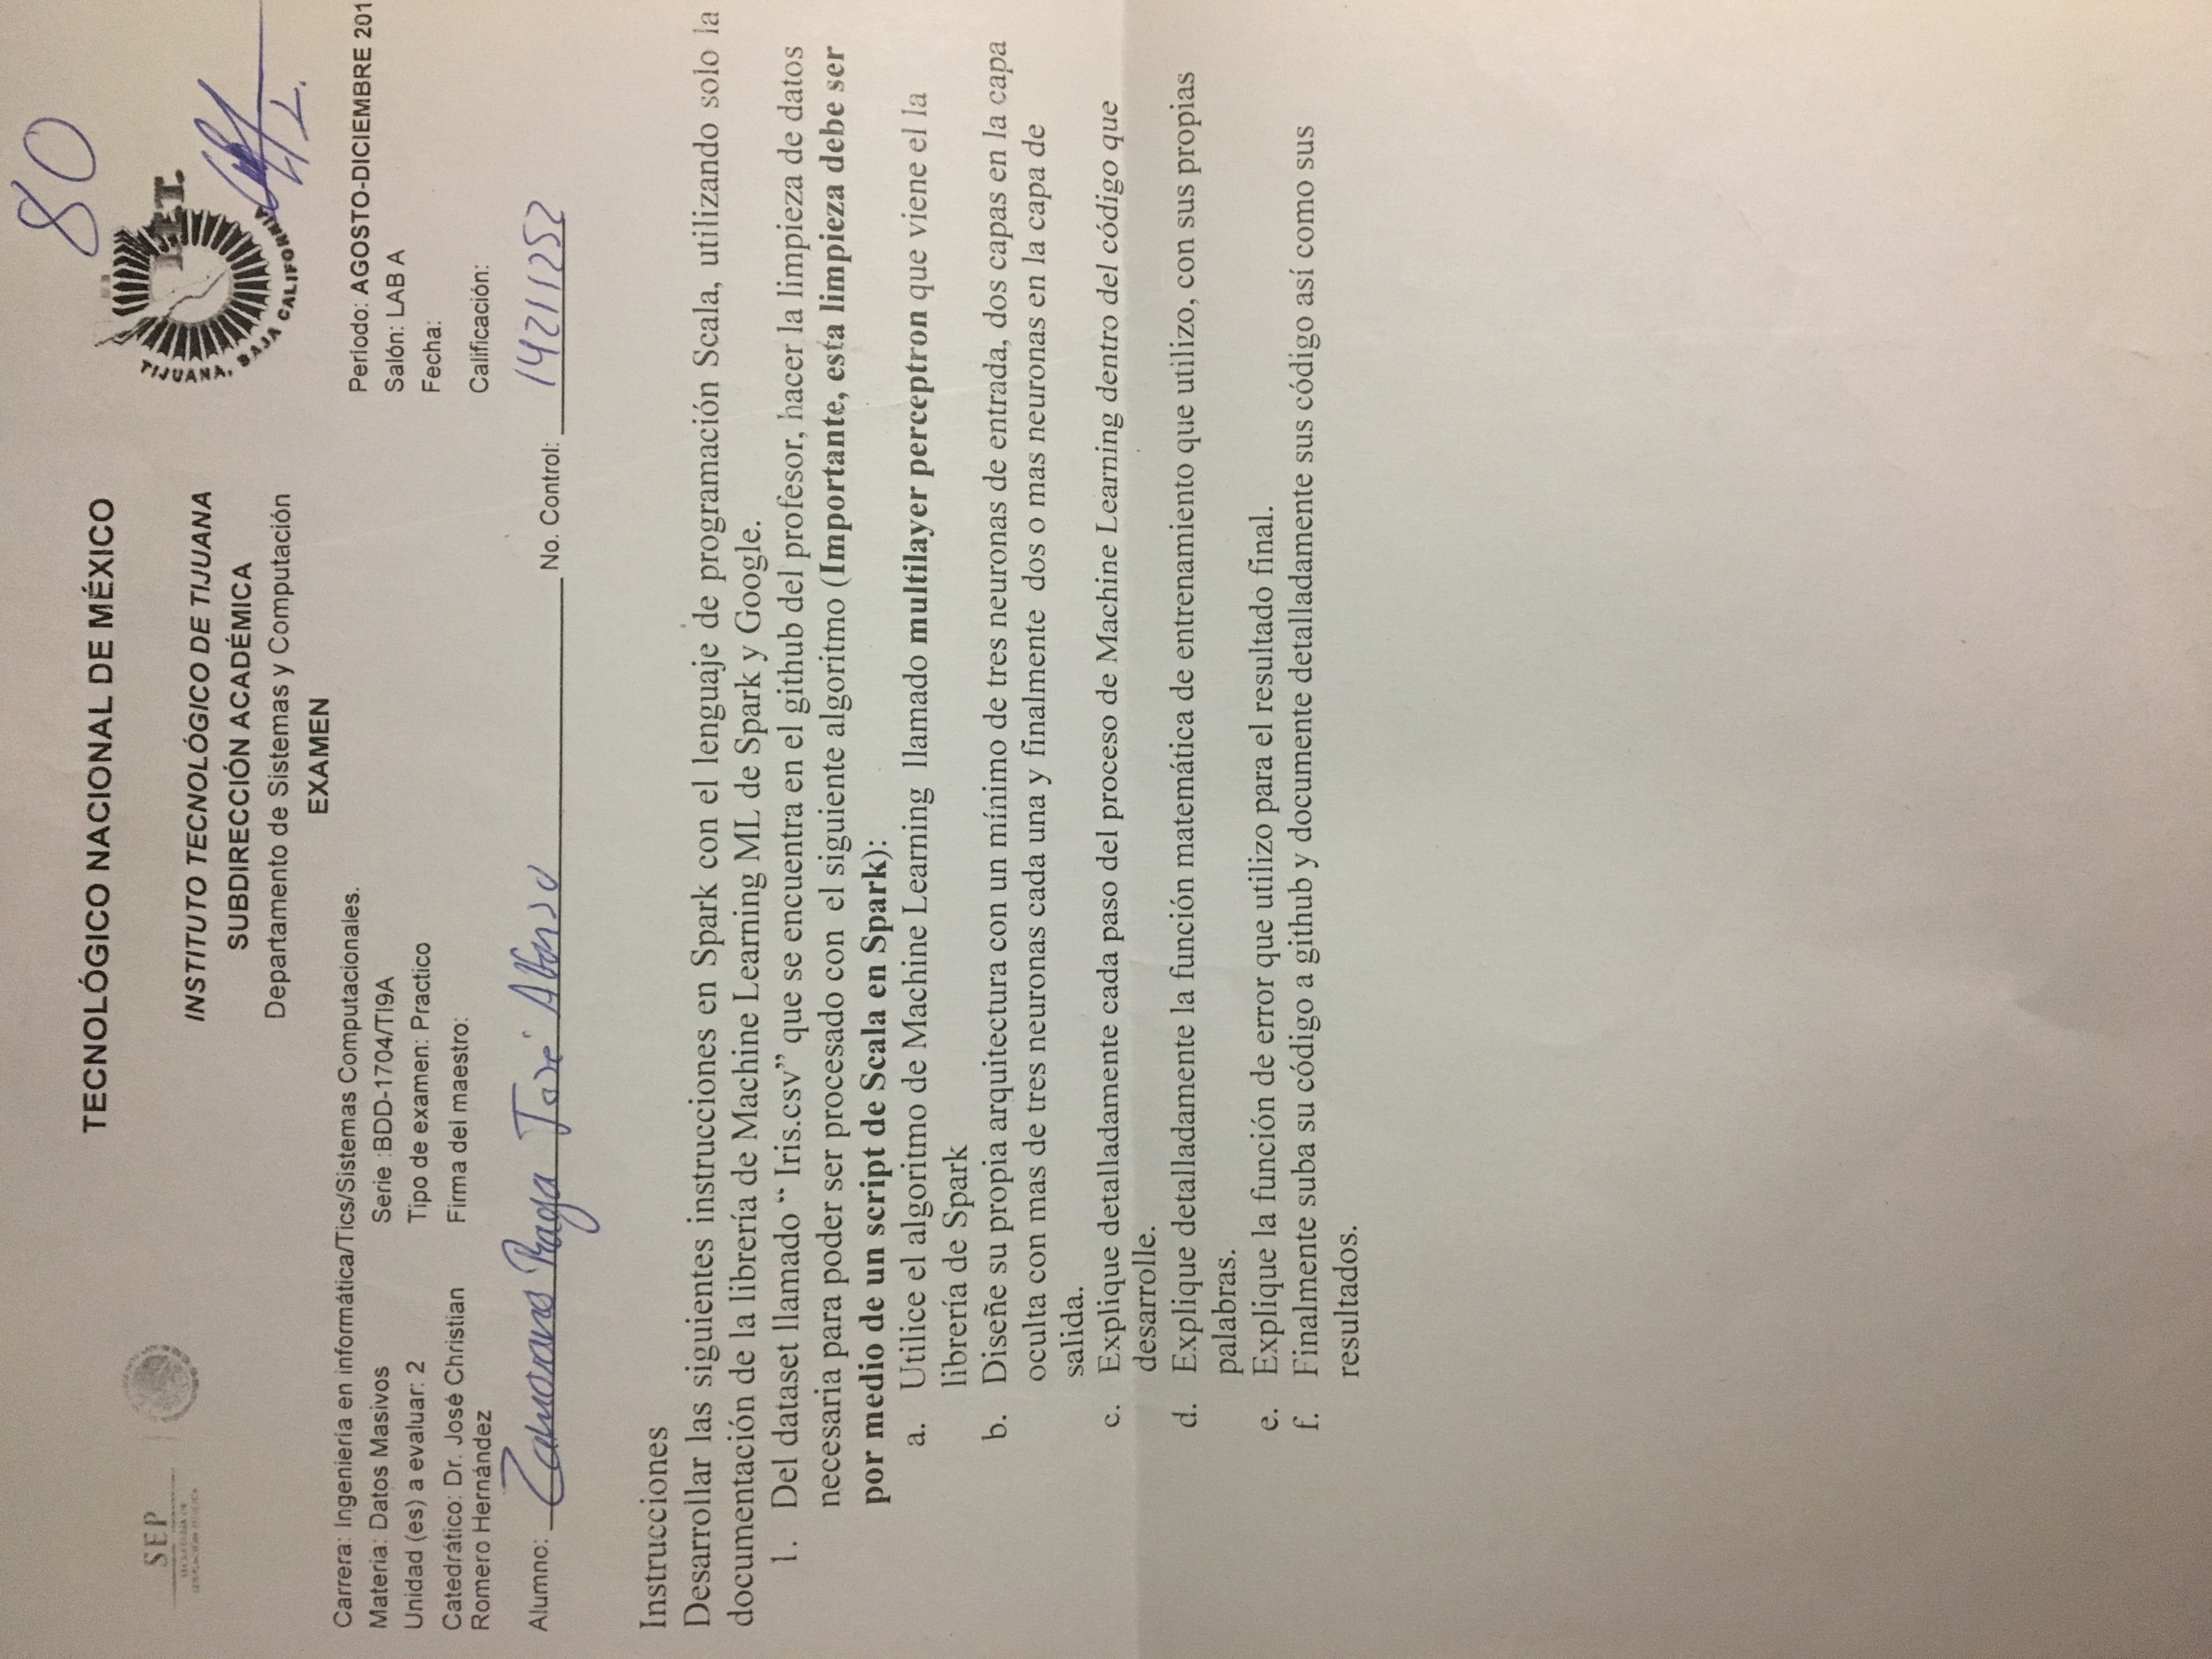 80
TECNOLÓGICO NACIONAL DE MÉXICO
SEP
SECRETARÍA DE
EDUCACIÓN PÚBLICA
I.T.
TIJUANA, BAJA CALIFORNIA
INSTITUTO TECNOLÓGICO DE TIJUANA
SUBDIRECCIÓN ACADÉMICA
Departamento de Sistemas y Computación
EXAMEN
Carrera: Ingeniería en informática/Tics/Sistemas Computacionales.
Periodo: AGOSTO-DICIEMBRE 201
Materia: Datos Masivos Serie :BDD-1704/TI9A
Salón: LAB A
Unidad (es) a evaluar: 2 Tipo de examen: Practico
Fecha:
Catedrático: Dr. José Christian Firma del maestro:
Romero Hernández
Calificación:
Alumno: Zamorano Raga José Alfonso No. Control: 14211252
Instrucciones
Desarrollar las siguientes instrucciones en Spark con el lenguaje de programación Scala, utilizando solo la
documentación de la librería de Machine Learning ML de Spark y Google.
1. Del dataset llamado “ Iris.csv” que se encuentra en el github del profesor, hacer la limpieza de datos
necesaria para poder ser procesado con el siguiente algoritmo (Importante, esta limpieza debe ser
por medio de un script de Scala en Spark):
a. Utilice el algoritmo de Machine Learning llamado multilayer perceptron que viene el la
librería de Spark
b. Diseñe su propia arquitectura con un mínimo de tres neuronas de entrada, dos capas en la capa
oculta con mas de tres neuronas cada una y finalmente dos o mas neuronas en la capa de
salida.
c. Explique detalladamente cada paso del proceso de Machine Learning dentro del código que
desarrolle.
d. Explique detalladamente la función matemática de entrenamiento que utilizo, con sus propias
palabras.
e. Explique la función de error que utilizo para el resultado final.
f. Finalmente suba su código a github y documente detalladamente sus código así como sus
resultados.